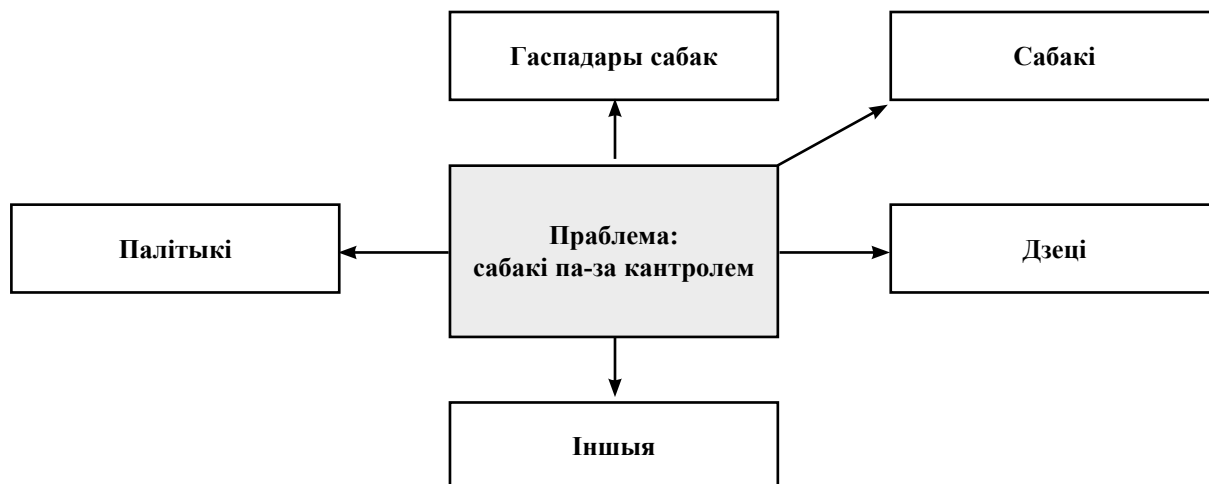 Гаспадары сабак
Сабакі
Палітыкі
Праблема:
сабакі па-за кантролем
Дзеці
Іншыя